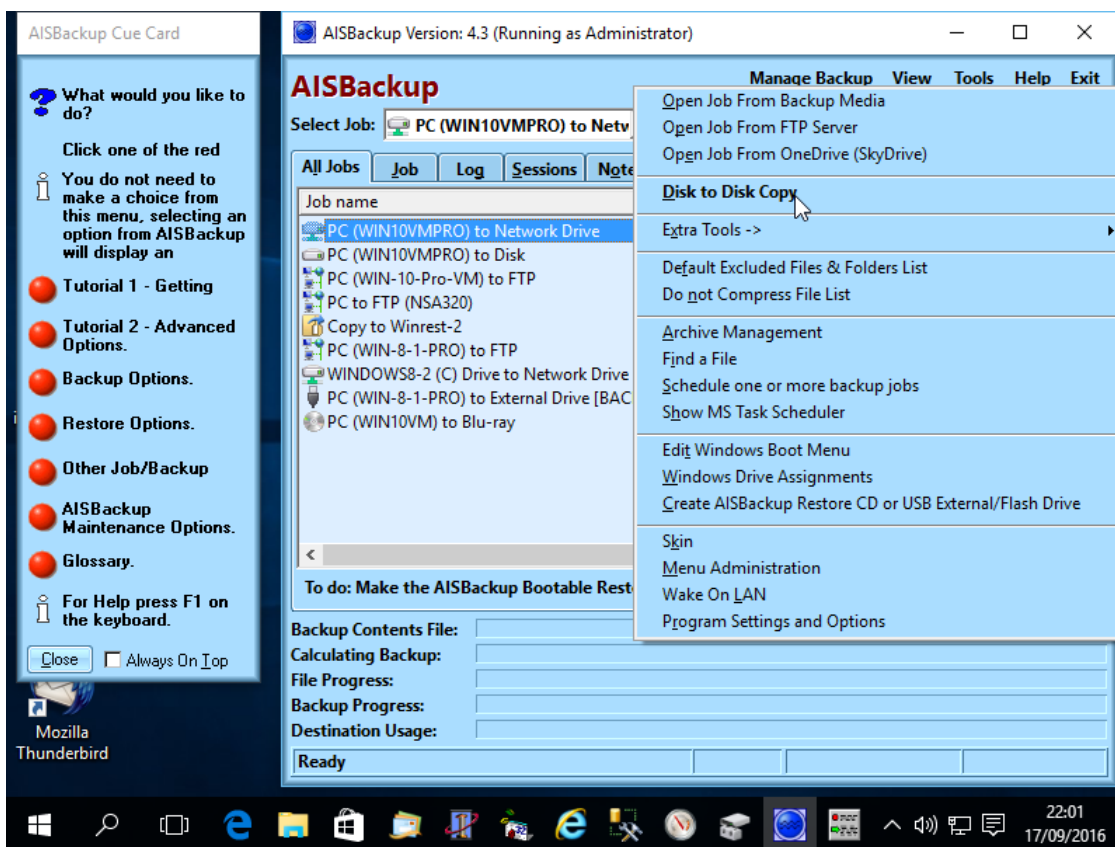 AISBackup Cue Card
What would you like to
do?
Click one of the red
You do not need to
make a choice from
this menu, selecting an
option from AISBackup
will display an
Tutorial 1 - Getting
Tutorial 2 - Advanced
Options.
Backup Options.
Restore Options.
Other Job/Backup
AISBackup
Maintenance Options.
Glossary.
For Help press F1 on
the keyboard.
Close
Always On Top
Mozilla
Thunderbird
AISBackup Version: 4.3 (Running as Administrator)
AISBackup
Manage Backup View Tools Help Exit
Select Job: PC (WIN10VMPRO) to Netw
All Jobs Job Log Sessions Note
Job name
PC (WIN10VMPRO) to Network Drive
PC (WIN10VMPRO) to Disk
PC (WIN-10-Pro-VM) to FTP
PC to FTP (NSA320)
Copy to Winrest-2
PC (WIN-8-1-PRO) to FTP
WINDOWS8-2 (C) Drive to Network Drive
PC (WIN-8-1-PRO) to External Drive [BAC
PC (WIN10VM) to Blu-ray
To do: Make the AISBackup Bootable Rest
Backup Contents File:
Calculating Backup:
File Progress:
Backup Progress:
Destination Usage:
Ready
Open Job From Backup Media
Open Job From FTP Server
Open Job From OneDrive (SkyDrive)
Disk to Disk Copy
Extra Tools ->
Default Excluded Files & Folders List
Do not Compress File List
Archive Management
Find a File
Schedule one or more backup jobs
Show MS Task Scheduler
Edit Windows Boot Menu
Windows Drive Assignments
Create AISBackup Restore CD or USB External/Flash Drive
Skin
Menu Administration
Wake On LAN
Program Settings and Options
22:01
17/09/2016